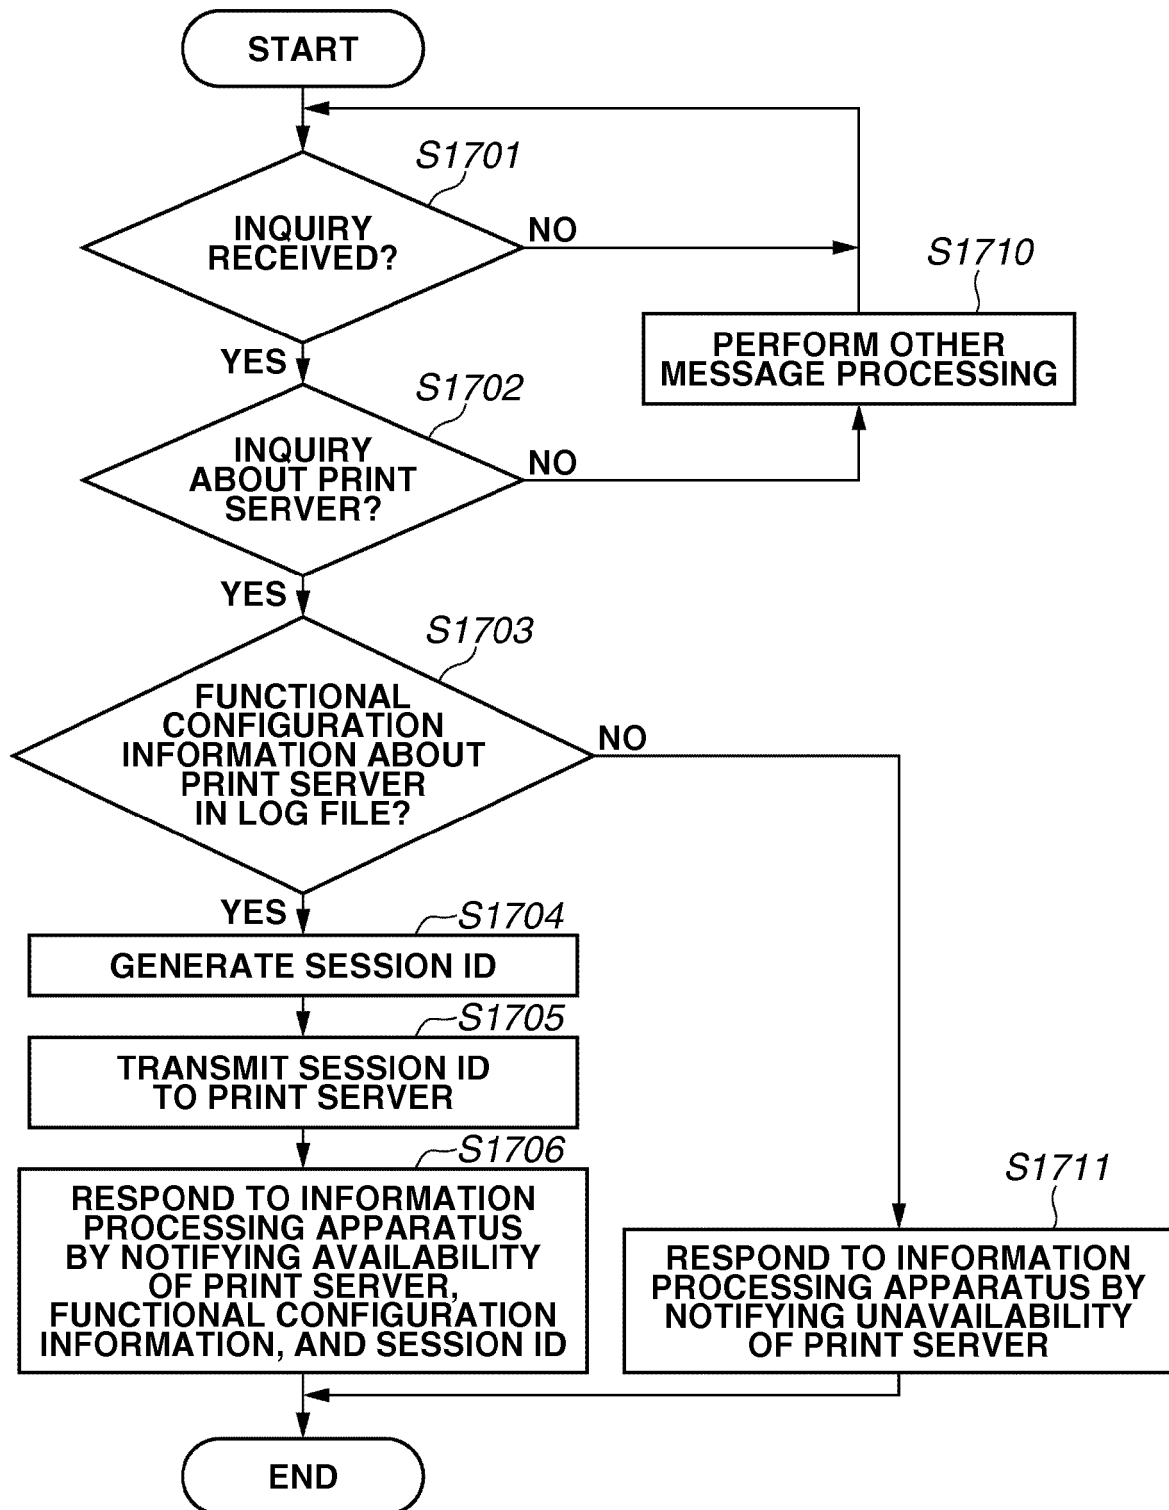 START
S1701
INQUIRY
RECEIVED?
NO
YES
S1710
PERFORM OTHER
MESSAGE PROCESSING
S1702
INQUIRY
ABOUT PRINT
SERVER?
NO
YES
S1703
FUNCTIONAL
CONFIGURATION
INFORMATION ABOUT
PRINT SERVER
IN LOG FILE?
NO
YES
S1704
GENERATE SESSION ID
S1705
TRANSMIT SESSION ID
TO PRINT SERVER
S1706
RESPOND TO INFORMATION
PROCESSING APPARATUS
BY NOTIFYING AVAILABILITY
OF PRINT SERVER,
FUNCTIONAL CONFIGURATION
INFORMATION, AND SESSION ID
S1711
RESPOND TO INFORMATION
PROCESSING APPARATUS BY
NOTIFYING UNAVAILABILITY
OF PRINT SERVER
END